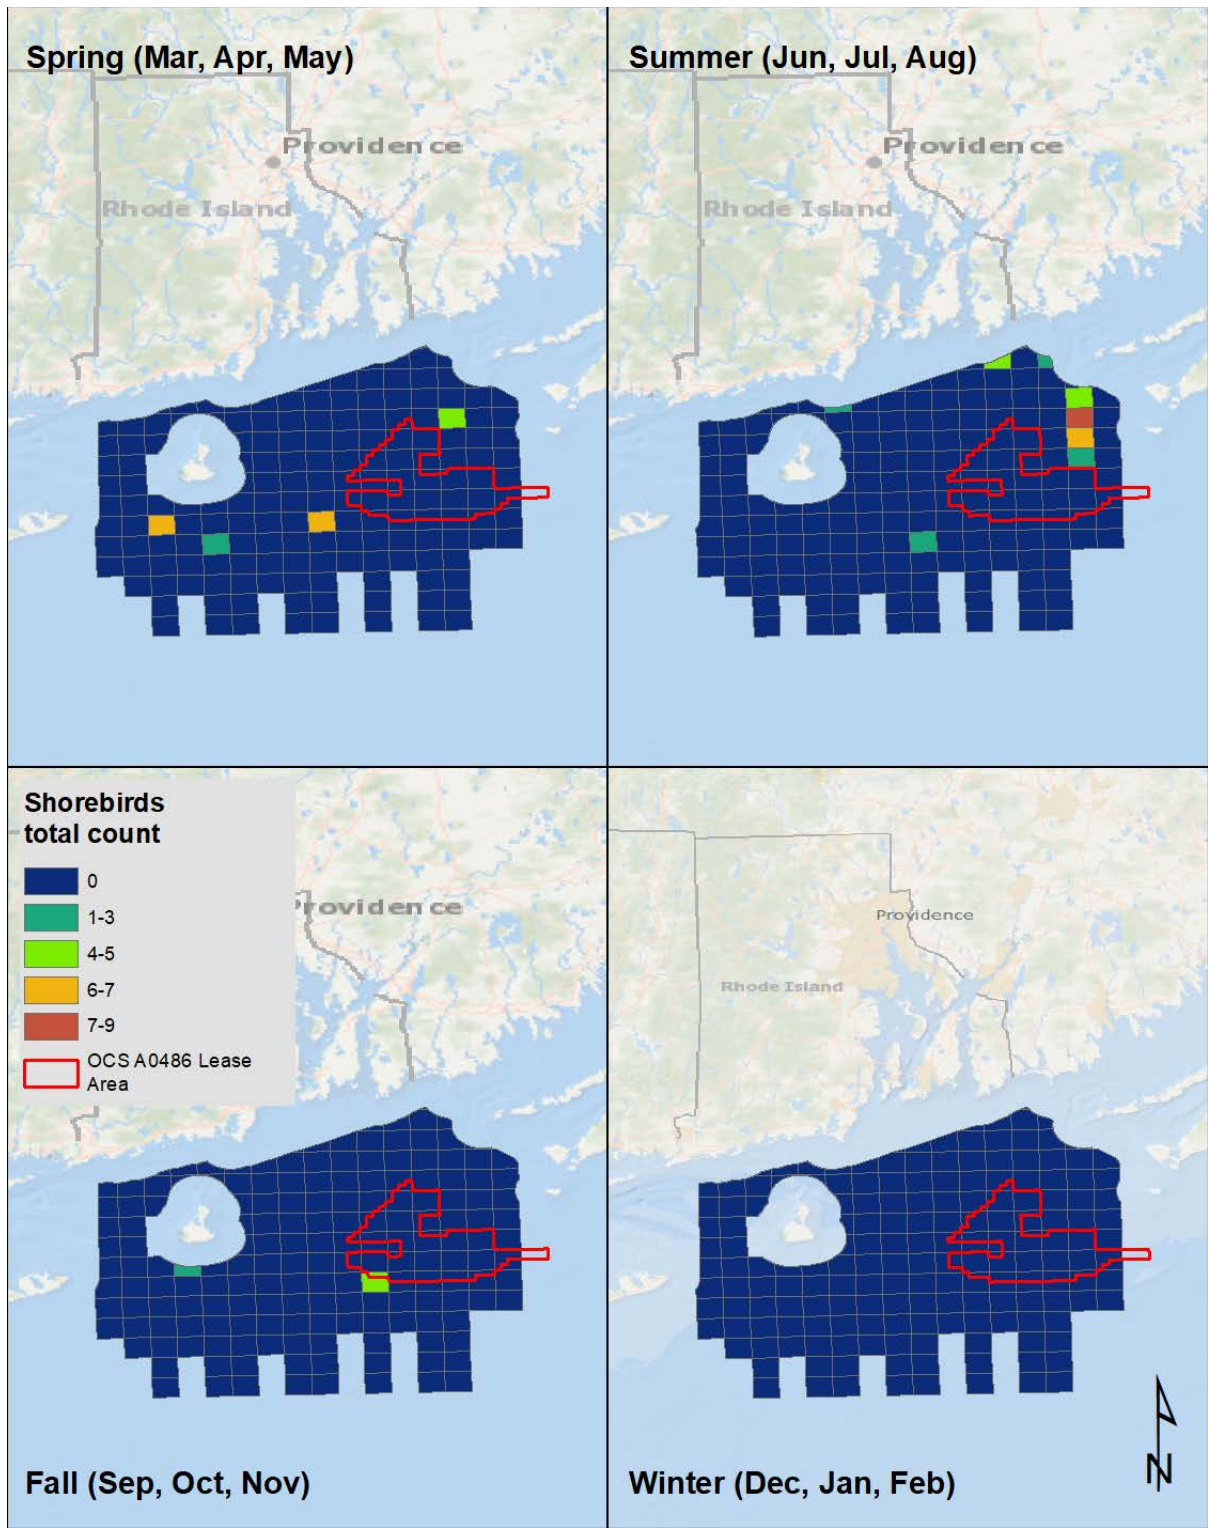 Spring (Mar, Apr, May)
Providence
Rhode Island
Summer (Jun, Jul, Aug)
Providence
Rhode Island
Shorebirds
total count
0
1-3
4-5
6-7
7-9
OCS A0486 Lease
Area
Providence
Fall (Sep, Oct, Nov)
Providence
Rhode Island
Winter (Dec, Jan, Feb)
N